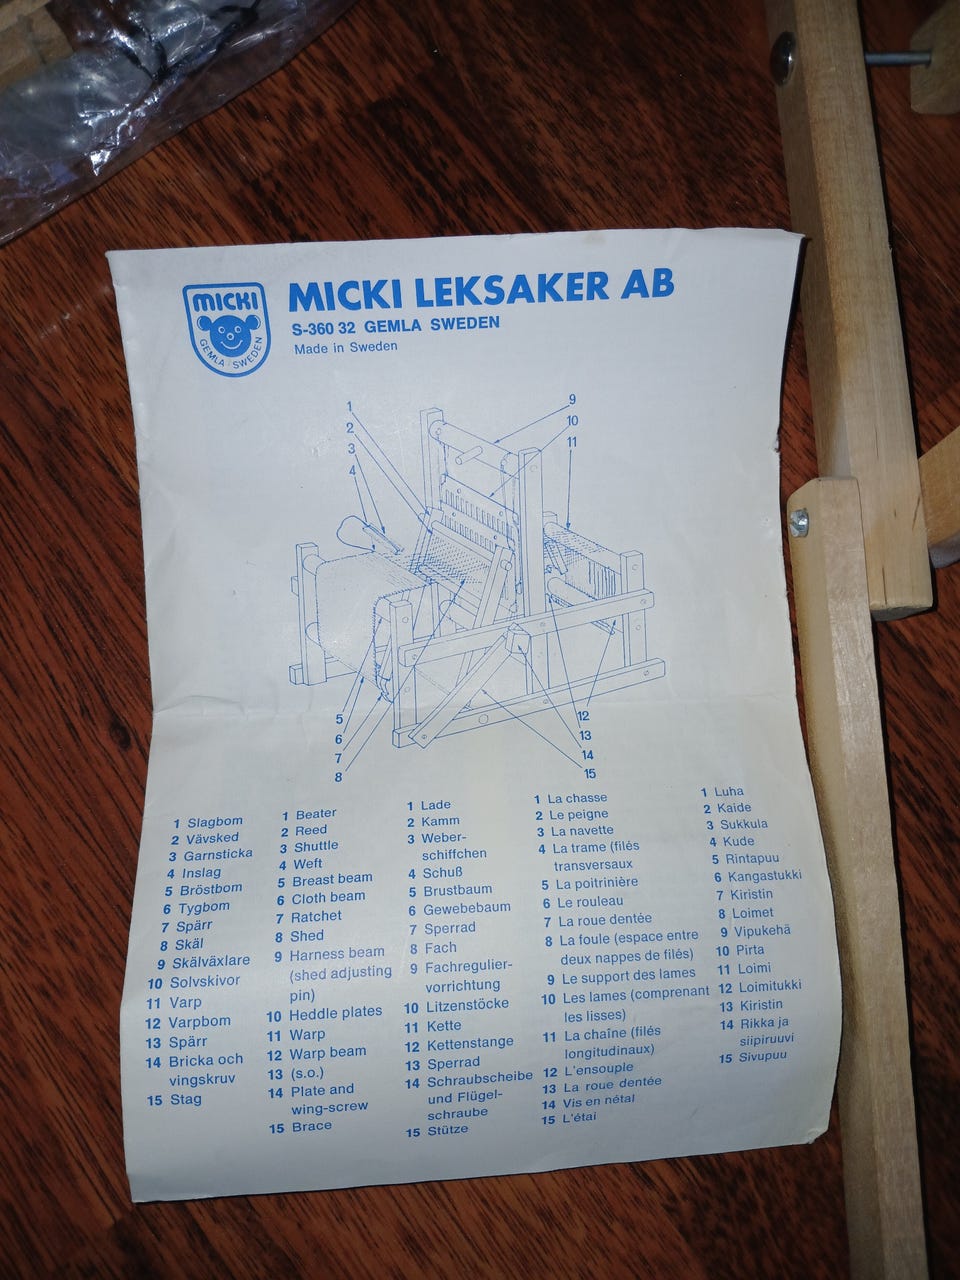 MICKI
GEMLA SWEDEN
MICKI LEKSAKER AB
S-360 32 GEMLA SWEDEN
Made in Sweden
1
2
3
4
9
10
11
5
6
7
8
12
13
14
15
1 Slagbom
2 Vävsked
3 Garnsticka
4 Inslag
5 Bröstbom
6 Tygbom
7 Spärr
8 Skäl
9 Skälväxlare
10 Solvskivor
11 Varp
12 Varpbom
13 Spärr
14 Bricka och
vingskruv
15 Stag
1 Beater
2 Reed
3 Shuttle
4 Weft
5 Breast beam
6 Cloth beam
7 Ratchet
8 Shed
9 Harness beam
(shed adjusting
pin)
10 Heddle plates
11 Warp
12 Warp beam
13 (s.o.)
14 Plate and
wing-screw
15 Brace
1 Lade
2 Kamm
3 Weber-
schiffchen
4 Schuß
5 Brustbaum
6 Gewebebaum
7 Sperrad
8 Fach
9 Fachregulier-
vorrichtung
10 Litzenstöcke
11 Kette
12 Kettenstange
13 Sperrad
14 Schraubscheibe
und Flügel-
schraube
15 Stütze
1 La chasse
2 Le peigne
3 La navette
4 La trame (filés
transversaux
5 La poitrinière
6 Le rouleau
7 La roue dentée
8 La foule (espace entre
deux nappes de filés)
9 Le support des lames
10 Les lames (comprenant
les lisses)
11 La chaîne (filés
longitudinaux)
12 L'ensouple
13 La roue dentée
14 Vis en nétal
15 L'étai
1 Luha
2 Kaide
3 Sukkula
4 Kude
5 Rintapuu
6 Kangastukki
7 Kiristin
8 Loimet
9 Vipukehä
10 Pirta
11 Loimi
12 Loimitukki
13 Kiristin
14 Rikka ja
siipiruuvi
15 Sivupuu